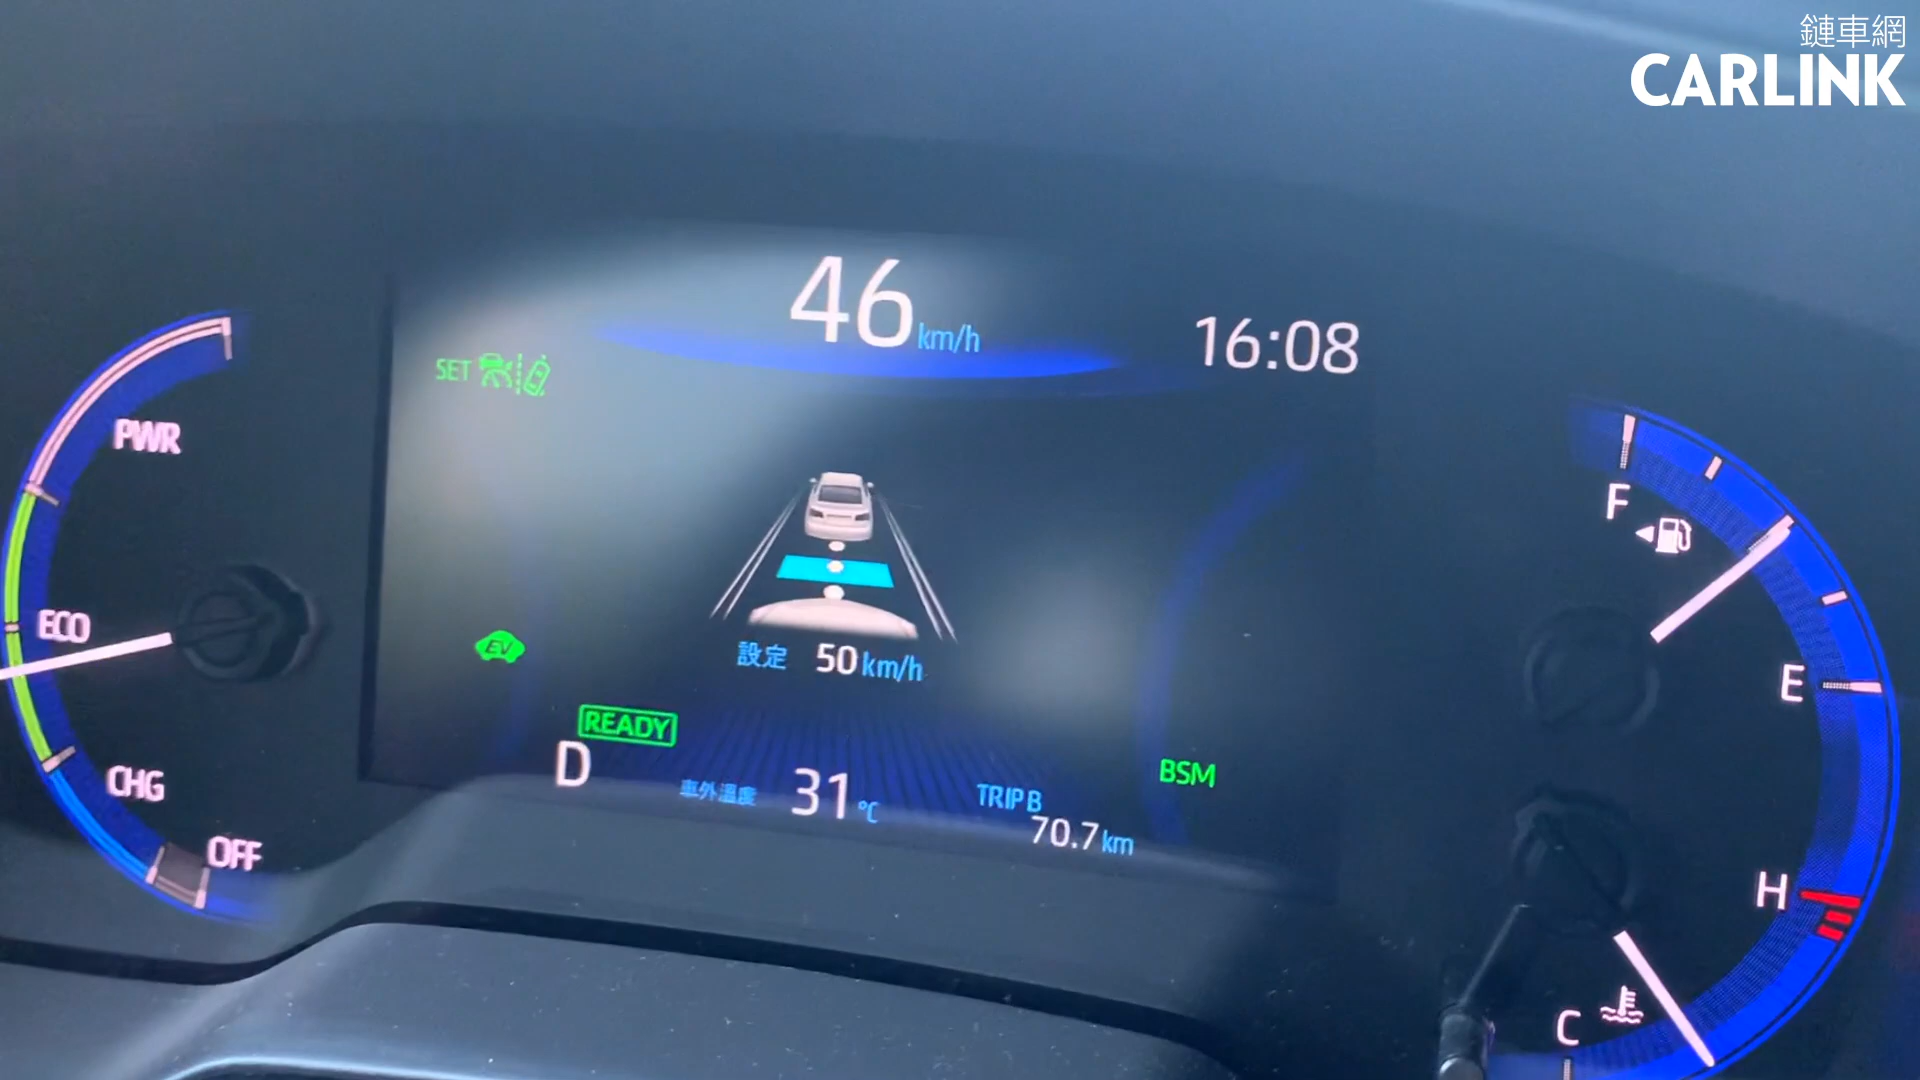 鏈車網
CARLINK
46 km/h
16:08
SET
PWR
F
ECO
EV
設定 50 km/h
E
READY
D
CHG
車外溫度 31 °C
TRIP B
70.7 km
BSM
OFF
H
C